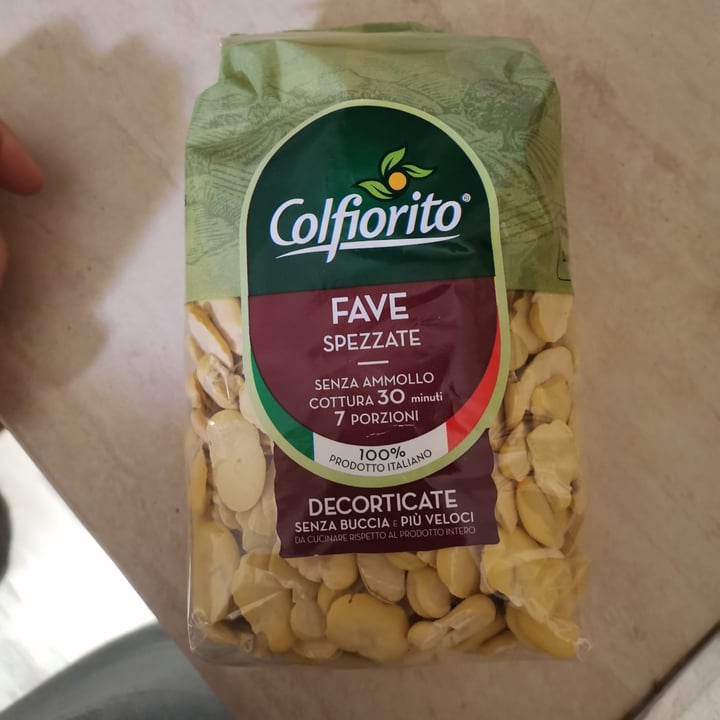 Colfiorito®
FAVE
SPEZZATE
SENZA AMMOLLO
COTTURA 30 minuti
7 PORZIONI
100%
PRODOTTO ITALIANO
DECORTICATE
SENZA BUCCIA E PIÙ VELOCI
DA CUCINARE RISPETTO AL PRODOTTO INTERO